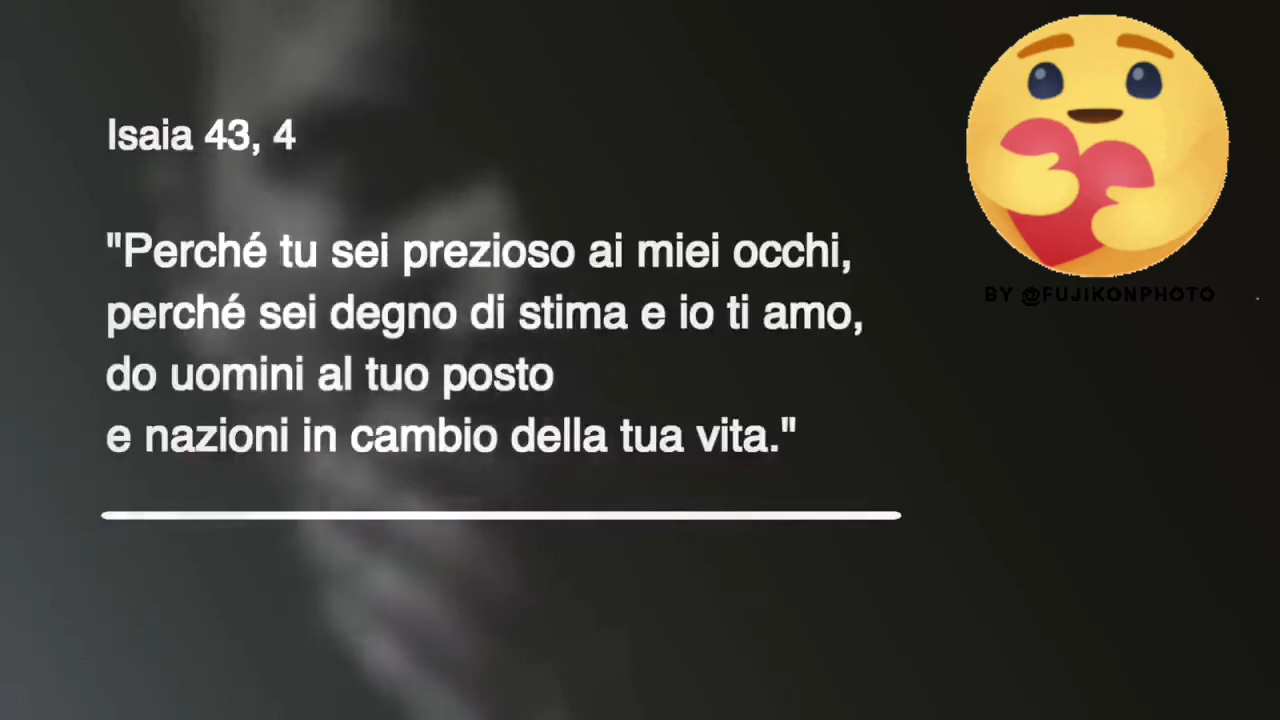 Isaia 43, 4
"Perché tu sei prezioso ai miei occhi,
perché sei degno di stima e io ti amo,
do uomini al tuo posto
e nazioni in cambio della tua vita."
BY @FUJIKONPHOTO